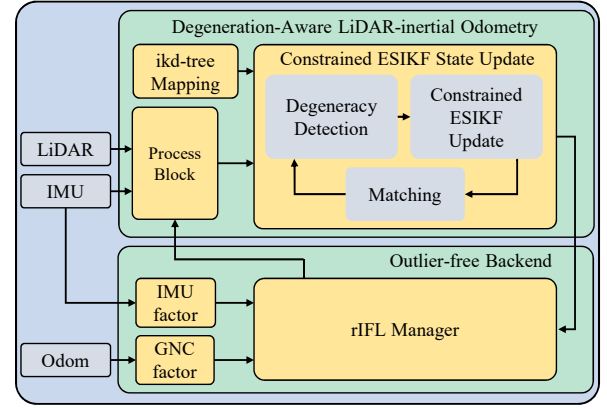 Degeneration-Aware LiDAR-inertial Odometry
ikd-tree
Mapping
Constrained ESIKF State Update
Degeneracy
Detection
Constrained
ESIKF
Update
LiDAR
IMU
Process
Block
Matching
Outlier-free Backend
IMU
factor
rIFL Manager
Odom
GNC
factor